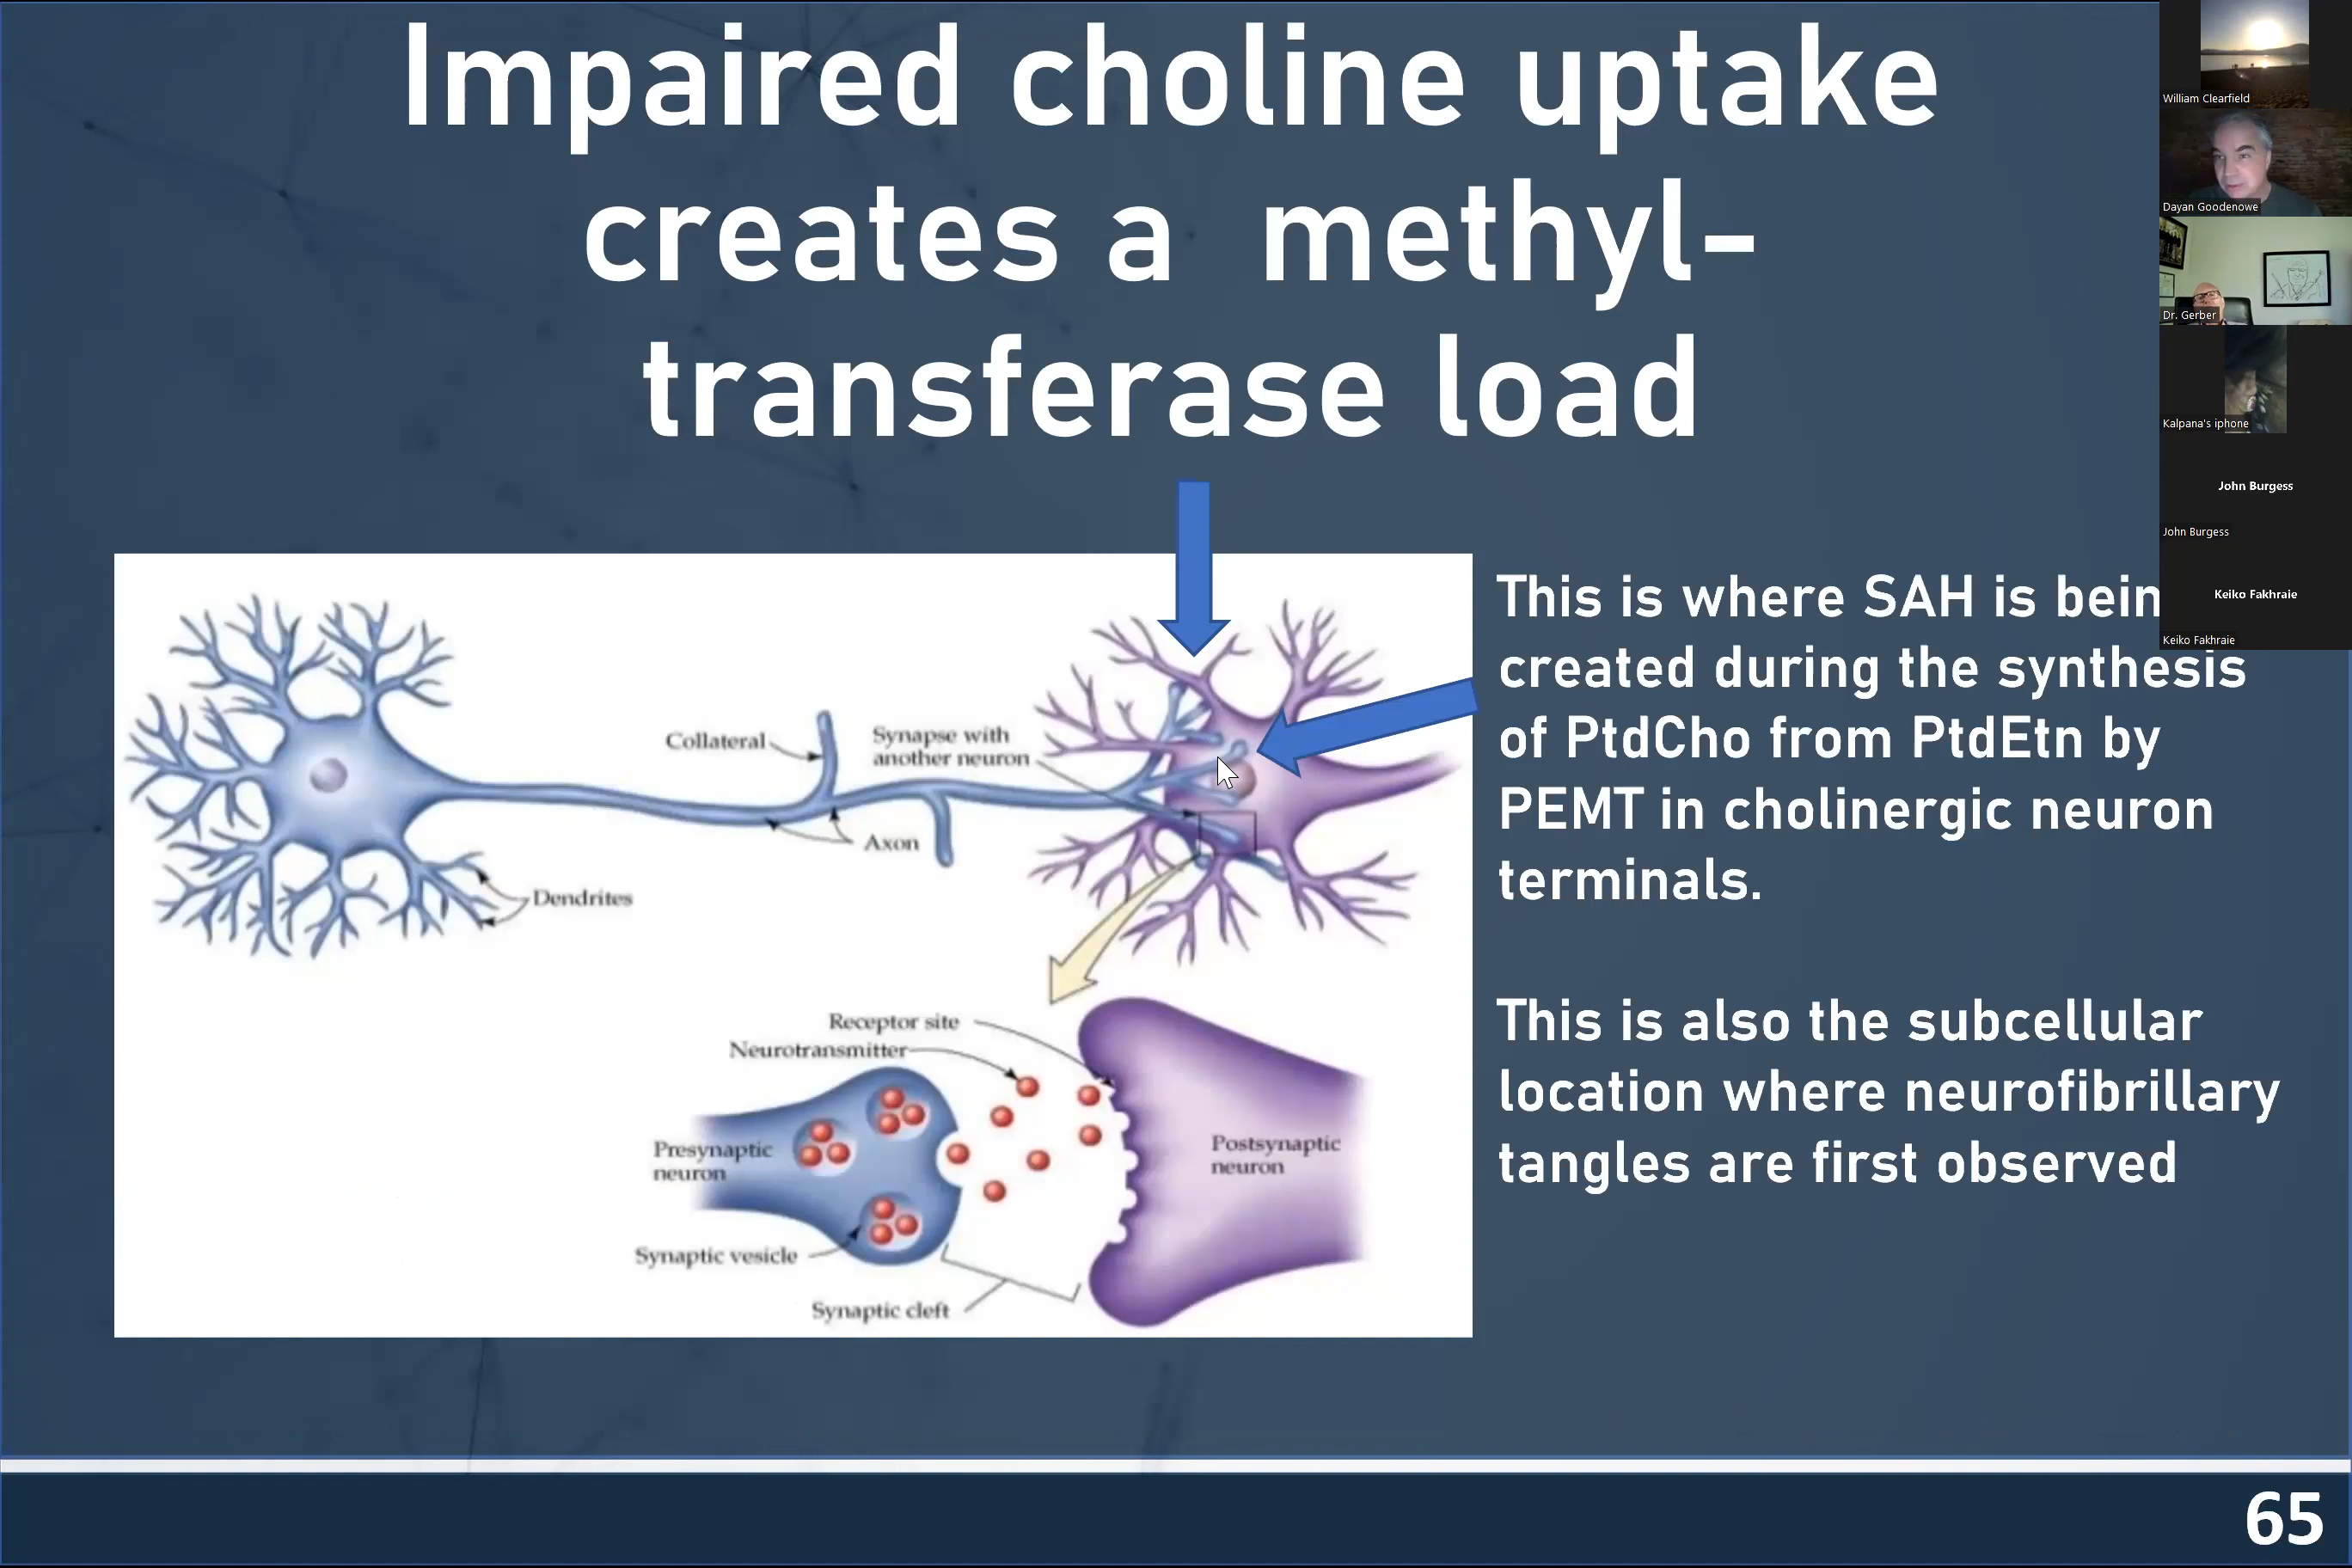 Impaired choline uptake
creates a methyl-
transferase load
William Clearfield
Dayan Goodenowe
Dr. Gerber
Kalpana's iphone
John Burgess
John Burgess
Keiko Fakhraie
Keiko Fakhraie
Collateral
Synapse with
another neuron
Axon
Dendrites
Receptor site
Neurotransmitter
Presynaptic
neuron
Postsynaptic
neuron
Synaptic vesicle
Synaptic cleft
This is where SAH is bein
created during the synthesis
of PtdCho from PtdEtn by
PEMT in cholinergic neuron
terminals.
This is also the subcellular
location where neurofibrillary
tangles are first observed
65